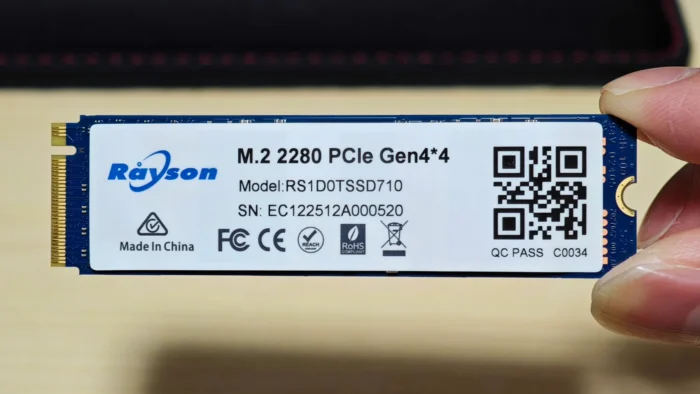 Rayson
M.2 2280 PCIe Gen4*4
Model:RS1D0TSSD710
SN: EC122512A000520
Made In China
FC CE REACH RoHS
COMPLIANT
QC PASS C0034